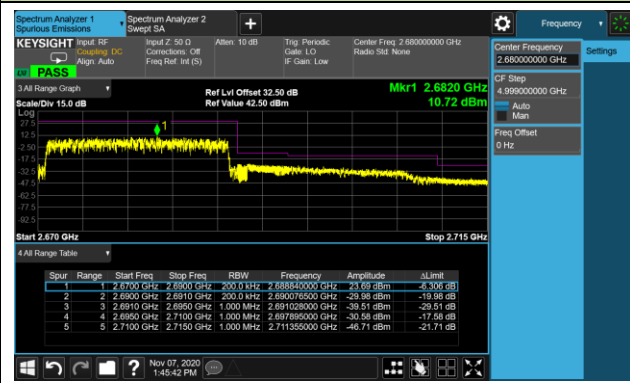 Spectrum Analyzer 1
Spurious Emissions
Spectrum Analyzer 2
Swept SA
Frequency
KEYSIGHT
Input: RF
Coupling: DC
Align: Auto
Input Z: 50 Ω
Corrections: Off
Freq Ref: Int (S)
Atten: 10 dB
Trig: Periodic
Gate: LO
IF Gain: Low
Center Freq: 2.680000000 GHz
Radio Std: None
PASS
Center Frequency
2.680000000 GHz
Settings
CF Step
4.999000000 GHz
Auto
Man
Freq Offset
0 Hz
3 All Range Graph
Ref Lvl Offset 32.50 dB
Mkr1 2.6820 GHz
Scale/Div 15.0 dB
Ref Value 42.50 dBm
10.72 dBm
Log
27.5
12.5
-2.50
-17.5
-32.5
-47.5
-62.5
-77.5
-92.5
1
Start 2.670 GHz
Stop 2.715 GHz
4 All Range Table
Spur Range Start Freq Stop Freq RBW Frequency Amplitude ΔLimit
1 1 2.6700 GHz 2.6900 GHz 200.0 kHz 2.688840000 GHz 23.69 dBm -6.306 dB
2 2 2.6900 GHz 2.6910 GHz 200.0 kHz 2.690076500 GHz -29.98 dBm -19.98 dB
3 3 2.6910 GHz 2.6950 GHz 1.000 MHz 2.691028000 GHz -39.51 dBm -29.51 dB
4 4 2.6950 GHz 2.7100 GHz 1.000 MHz 2.697895000 GHz -30.58 dBm -17.58 dB
5 5 2.7100 GHz 2.7150 GHz 1.000 MHz 2.711355000 GHz -46.71 dBm -21.71 dB
Nov 07, 2020
1:45:42 PM